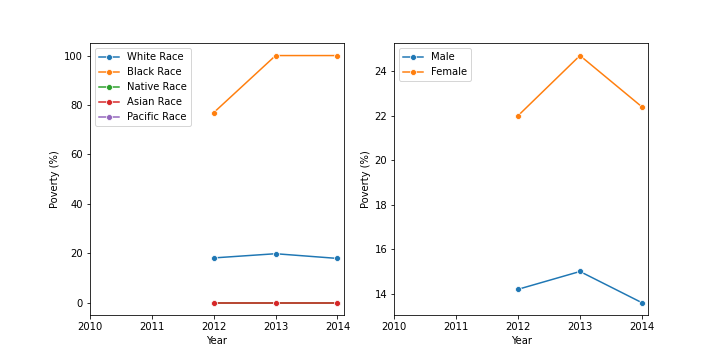 White Race
Black Race
Native Race
Asian Race
Pacific Race
100
80
60
40
20
0
Poverty (%)
2010 2011 2012 2013 2014
Year
Male
Female
24
22
20
18
16
14
Poverty (%)
2010 2011 2012 2013 2014
Year